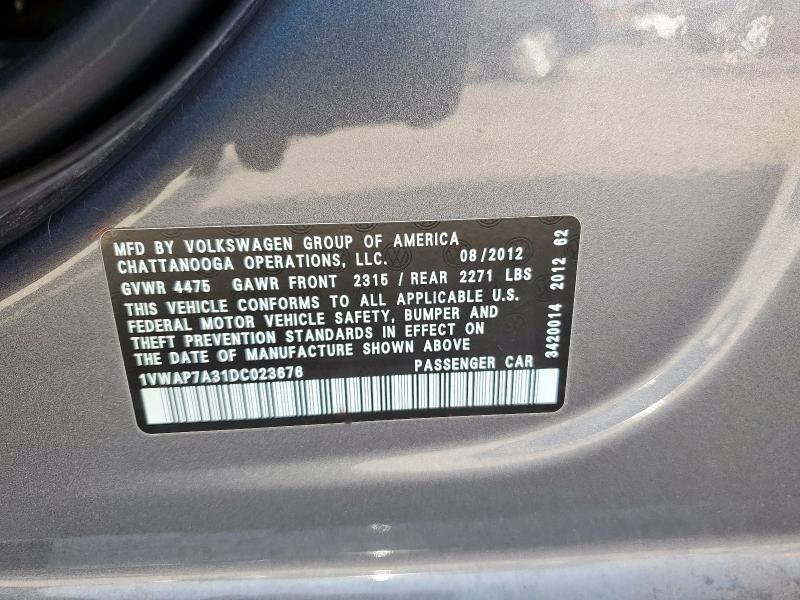 MFD BY VOLKSWAGEN GROUP OF AMERICA
CHATTANOOGA OPERATIONS, LLC. 08/2012
GVWR 4475 GAWR FRONT 2315 / REAR 2271 LBS
THIS VEHICLE CONFORMS TO ALL APPLICABLE U.S.
FEDERAL MOTOR VEHICLE SAFETY, BUMPER AND
THEFT PREVENTION STANDARDS IN EFFECT ON
THE DATE OF MANUFACTURE SHOWN ABOVE
1VWAP7A31DC023676 PASSENGER CAR
3420014 2012 62